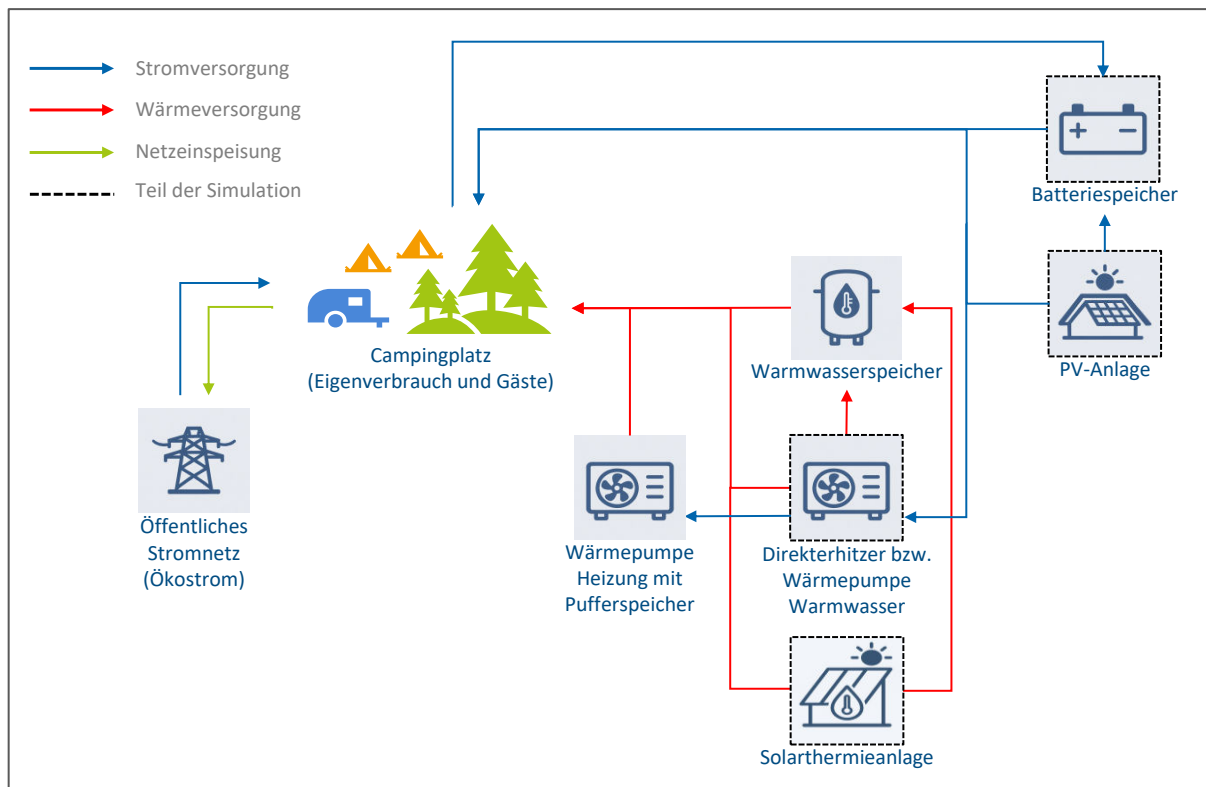 Stromversorgung
Wärmeversorgung
Netzeinspeisung
Teil der Simulation
Batteriespeicher
PV-Anlage
Campingplatz
(Eigenverbrauch und Gäste)
Warmwasserspeicher
Öffentliches
Stromnetz
(Ökostrom)
Wärmepumpe
Heizung mit
Pufferspeicher
Direkterhitzer bzw.
Wärmepumpe
Warmwasser
Solarthermieanlage